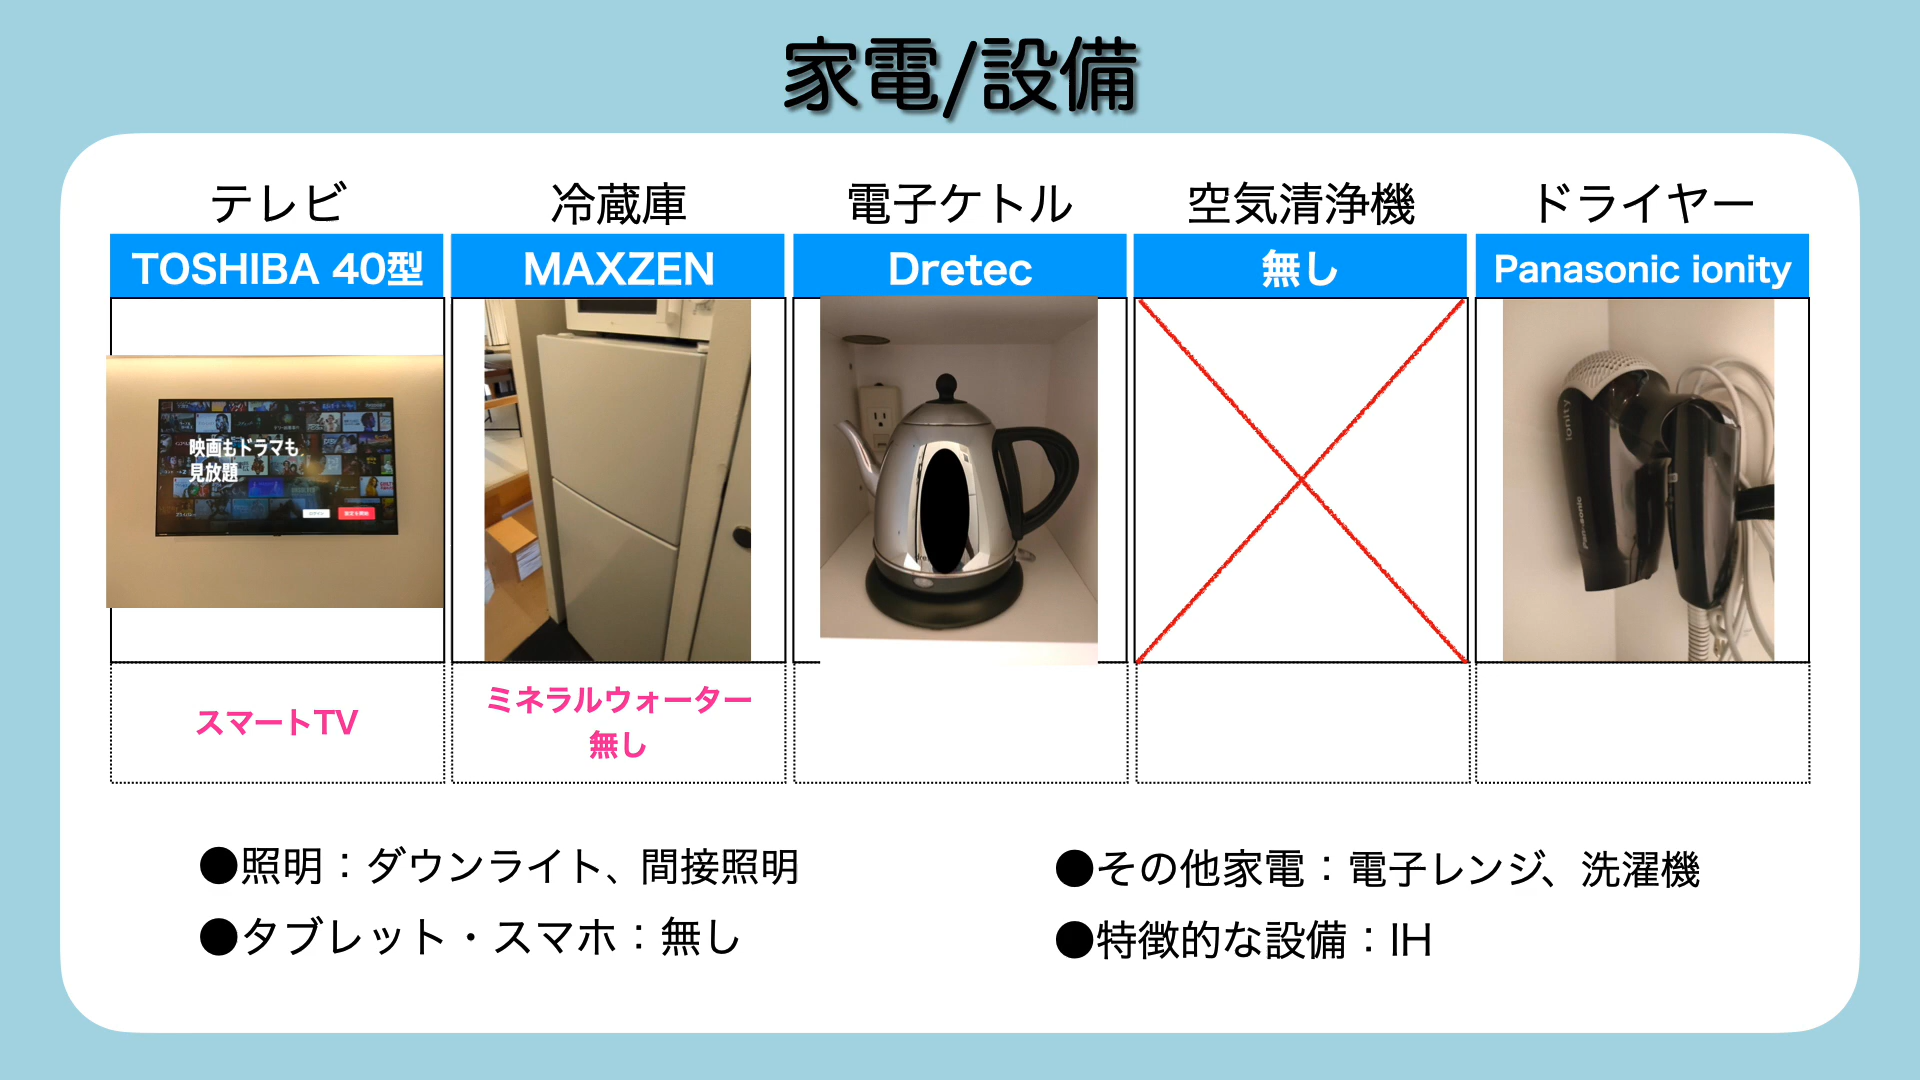 家電/設備
テレビ
冷蔵庫
電子ケトル
空気清浄機
ドライヤー
TOSHIBA 40型
MAXZEN
Dretec
無し
Panasonic ionity
映画もドラマも
見放題
ionity
Panasonic
スマートTV
ミネラルウォーター
無し
●照明：ダウンライト、間接照明
●その他家電：電子レンジ、洗濯機
●タブレット・スマホ：無し
●特徴的な設備：IH